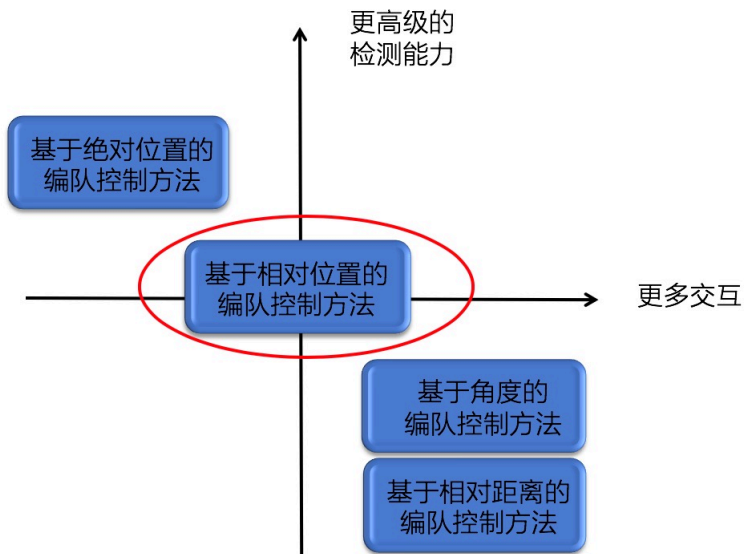 更高级的
检测能力
基于绝对位置的
编队控制方法
基于相对位置的
编队控制方法
更多交互
基于角度的
编队控制方法
基于相对距离的
编队控制方法